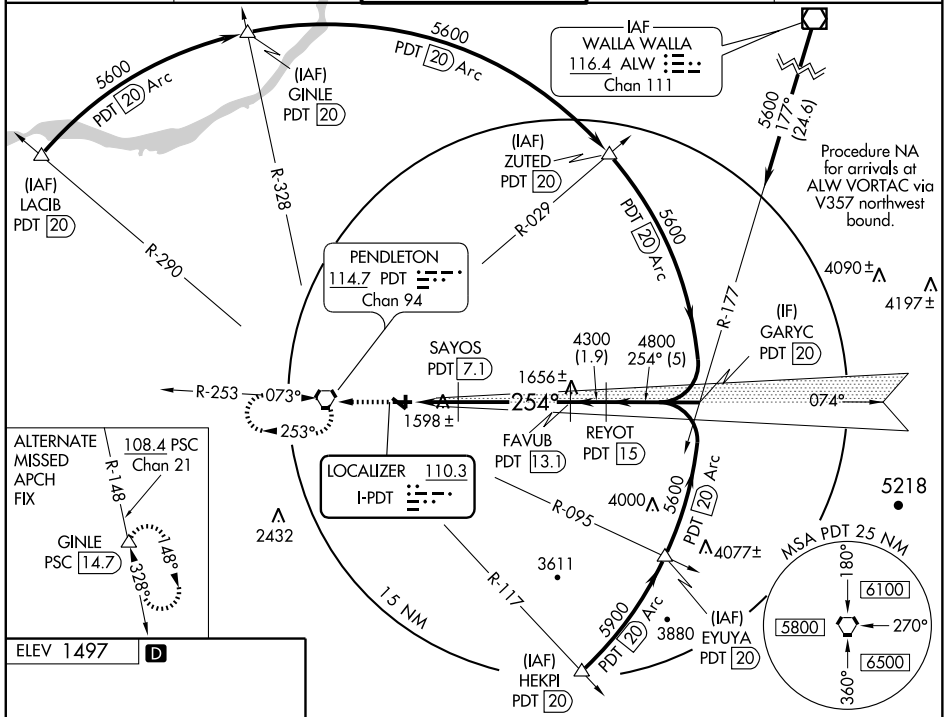 5600
PDT 20 Arc
(IAF)
GINLE
PDT 20
5600
PDT 20 Arc
IAF
WALLA WALLA
116.4 ALW
Chan 111
5600
177°
(24.6)
Procedure NA
for arrivals at
ALW VORTAC via
V357 northwest
bound.
(IAF)
LACIB
PDT 20
R-290
R-328
(IAF)
ZUTED
PDT 20
R-029
PDT 20 Arc
5600
PENDLETON
114.7 PDT
Chan 94
R-177
4090±
4197±
(IF)
GARYC
PDT 20
SAYOS
PDT 7.1
4300
(1.9)
4800
254° (5)
1656±
R-253
073°
253°
1598±
254°
074°
FAVUB
PDT 13.1
REYOT
PDT 15
LOCALIZER 110.3
I-PDT
R-095
4000
5600
PDT 20 Arc
4077±
5218
ALTERNATE
MISSED
APCH
FIX
108.4 PSC
Chan 21
R-148
GINLE
PSC 14.7
148°
328°
2432
3611
R-117
15 NM
5900
PDT 20 Arc
3880
(IAF)
EYUYA
PDT 20
(IAF)
HEKPI
PDT 20
MSA PDT 25 NM
180°
6100
5800
270°
360°
6500
ELEV 1497 D